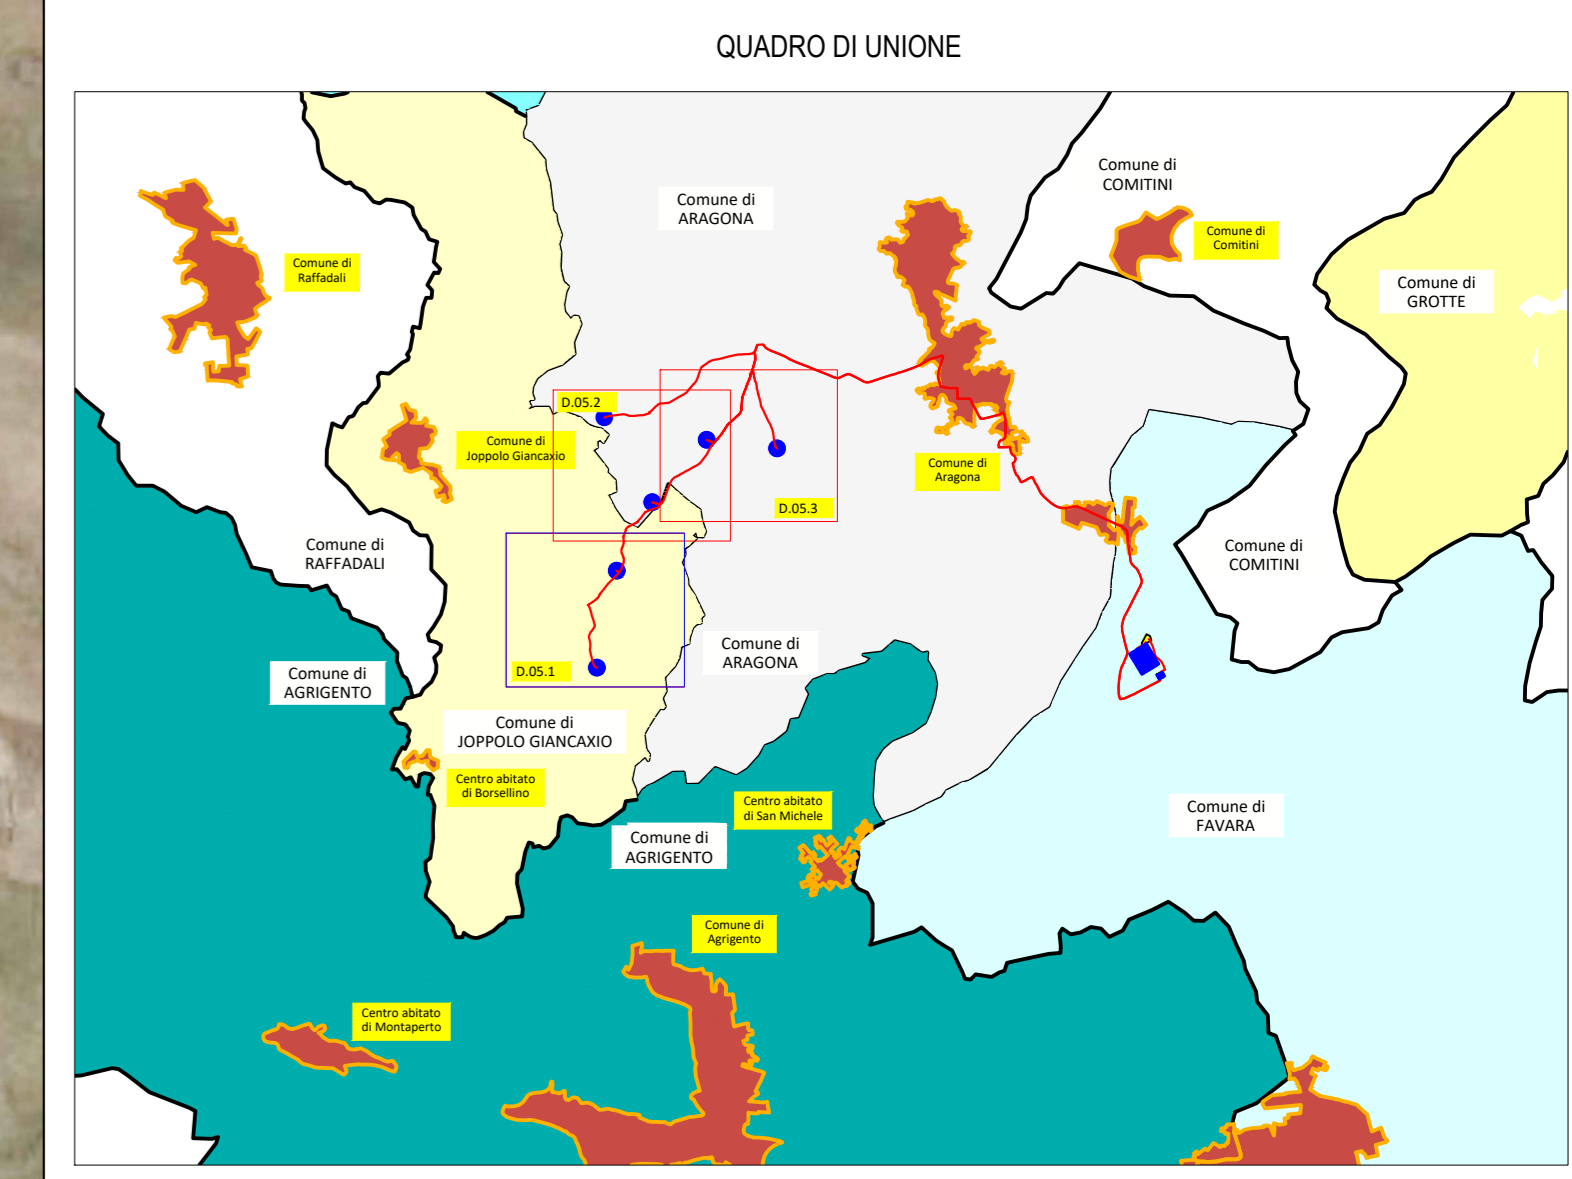 QUADRO DI UNIONE
Comune di
COMITINI
Comune di
ARAGONA
Comune di
Comitini
Comune di
Raffadali
Comune di
GROTTE
D.05.2
Comune di
Joppolo Giancaxio
Comune di
Aragona
D.05.3
Comune di
RAFFADALI
Comune di
COMITINI
Comune di
ARAGONA
D.05.1
Comune di
AGRIGENTO
Comune di
JOPPOLO GIANCAXIO
Centro abitato
di Borsellino
Centro abitato
di San Michele
Comune di
FAVARA
Comune di
AGRIGENTO
Comune di
Agrigento
Centro abitato
di Montaperto